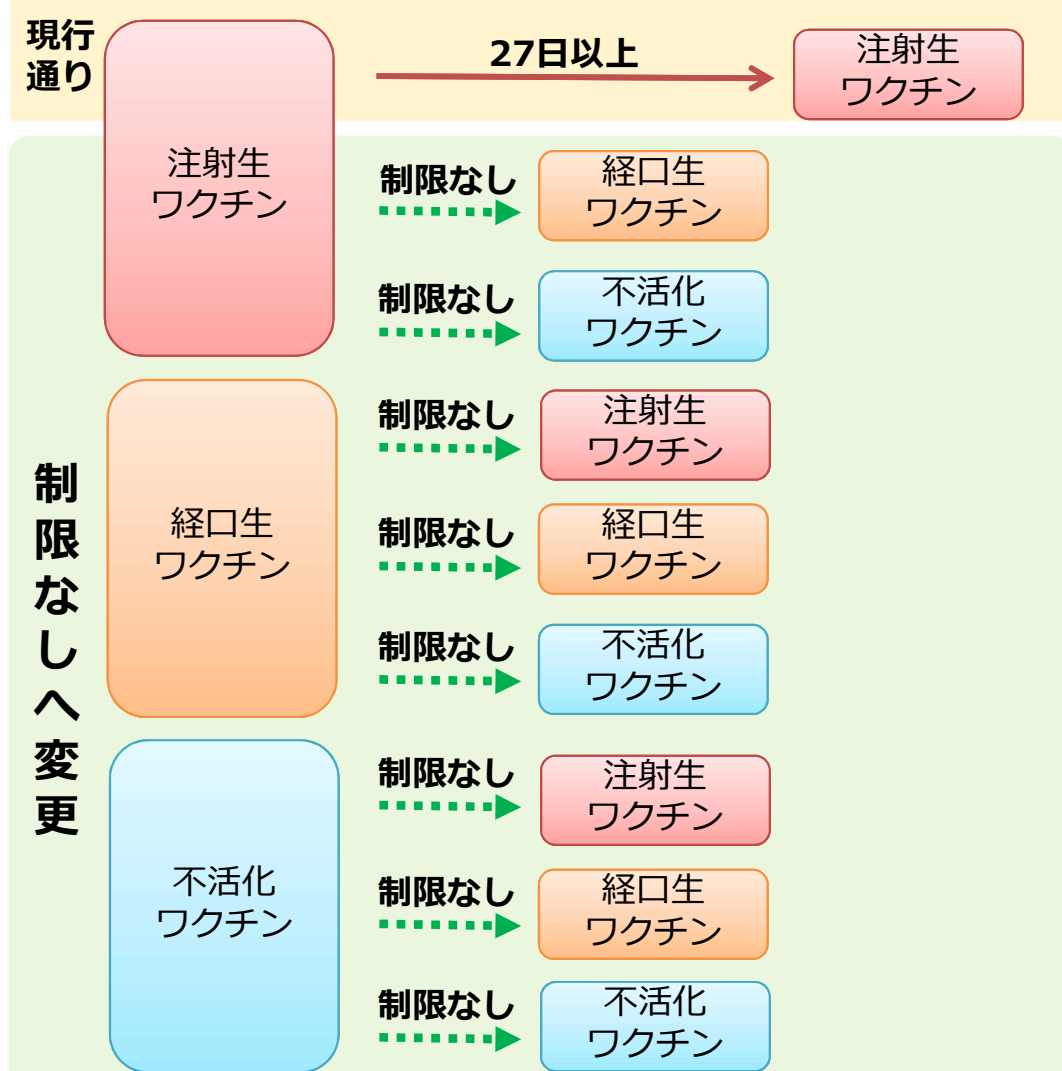 現行
通り
27日以上
注射生
ワクチン
注射生
ワクチン
制限なし
経口生
ワクチン
制限なし
不活化
ワクチン
制限なしへ変更
経口生
ワクチン
制限なし
注射生
ワクチン
制限なし
経口生
ワクチン
制限なし
不活化
ワクチン
不活化
ワクチン
制限なし
注射生
ワクチン
制限なし
経口生
ワクチン
制限なし
不活化
ワクチン